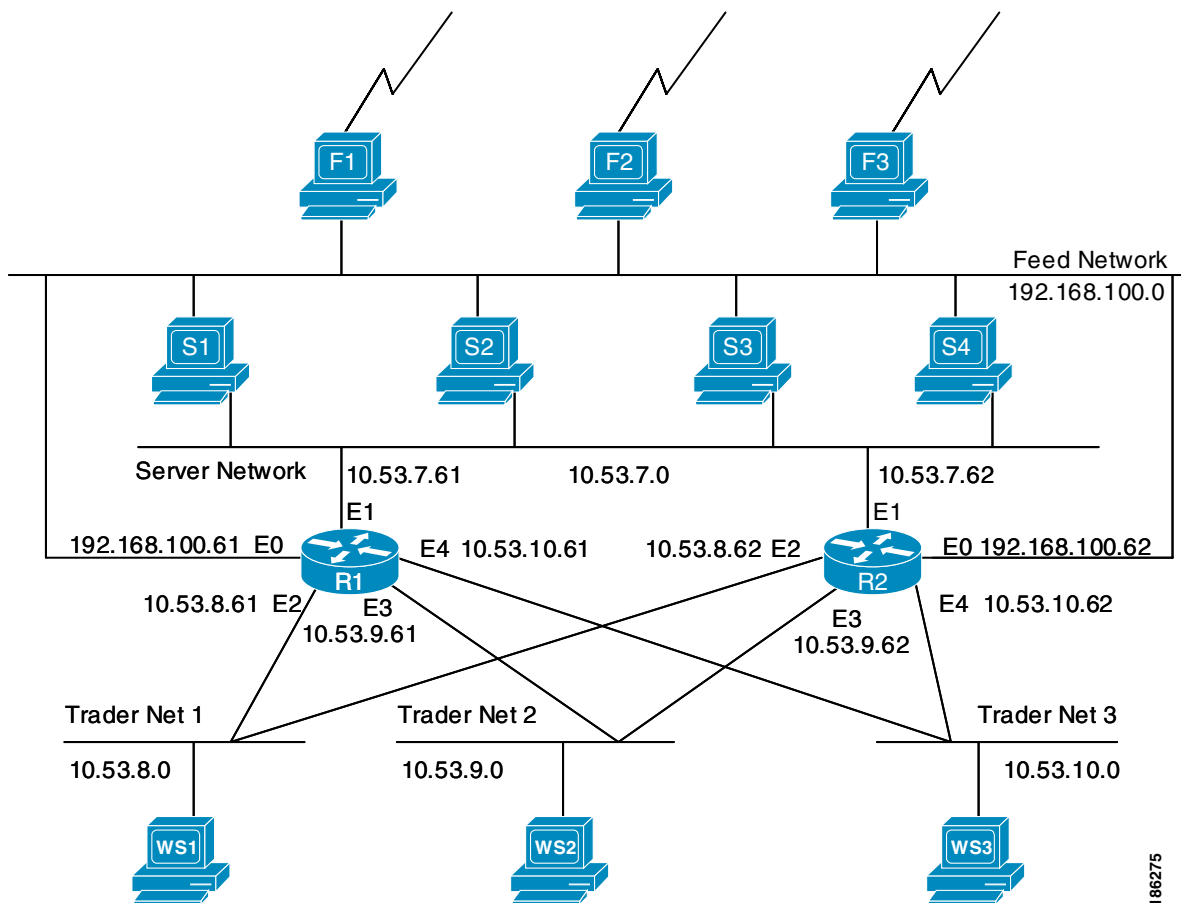 F1
F2
F3
Feed Network
192.168.100.0
S1
S2
S3
S4
Server Network
10.53.7.61
10.53.7.0
10.53.7.62
E1
E1
192.168.100.61 E0
E4 10.53.10.61
10.53.8.62 E2
E0 192.168.100.62
R1
R2
10.53.8.61 E2
E3
10.53.9.61
E3
10.53.9.62
E4 10.53.10.62
Trader Net 1
Trader Net 2
Trader Net 3
10.53.8.0
10.53.9.0
10.53.10.0
WS1
WS2
WS3
186275